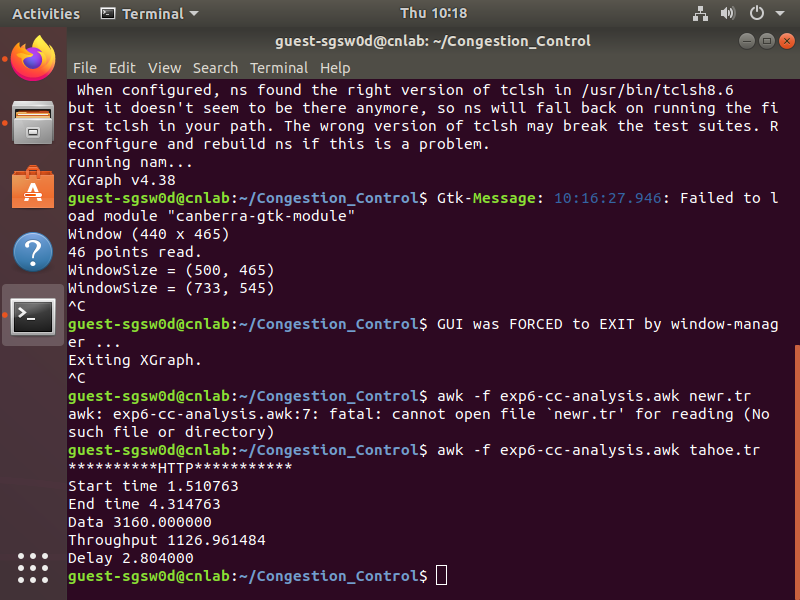 Activities Terminal Thu 10:18
guest-sgsw0d@cnlab: ~/Congestion_Control
File Edit View Search Terminal Help
When configured, ns found the right version of tclsh in /usr/bin/tclsh8.6
but it doesn't seem to be there anymore, so ns will fall back on running the fi
rst tclsh in your path. The wrong version of tclsh may break the test suites. R
econfigure and rebuild ns if this is a problem.
running nam...
XGraph v4.38
guest-sgsw0d@cnlab:~/Congestion_Control$ Gtk-Message: 10:16:27.946: Failed to l
oad module "canberra-gtk-module"
Window (440 x 465)
46 points read.
WindowSize = (500, 465)
WindowSize = (733, 545)
^C
guest-sgsw0d@cnlab:~/Congestion_Control$ GUI was FORCED to EXIT by window-manag
er ...
Exiting XGraph.
^C
guest-sgsw0d@cnlab:~/Congestion_Control$ awk -f exp6-cc-analysis.awk newr.tr
awk: exp6-cc-analysis.awk:7: fatal: cannot open file `newr.tr' for reading (No
such file or directory)
guest-sgsw0d@cnlab:~/Congestion_Control$ awk -f exp6-cc-analysis.awk tahoe.tr
**********HTTP***********
Start time 1.510763
End time 4.314763
Data 3160.000000
Throughput 1126.961484
Delay 2.804000
guest-sgsw0d@cnlab:~/Congestion_Control$